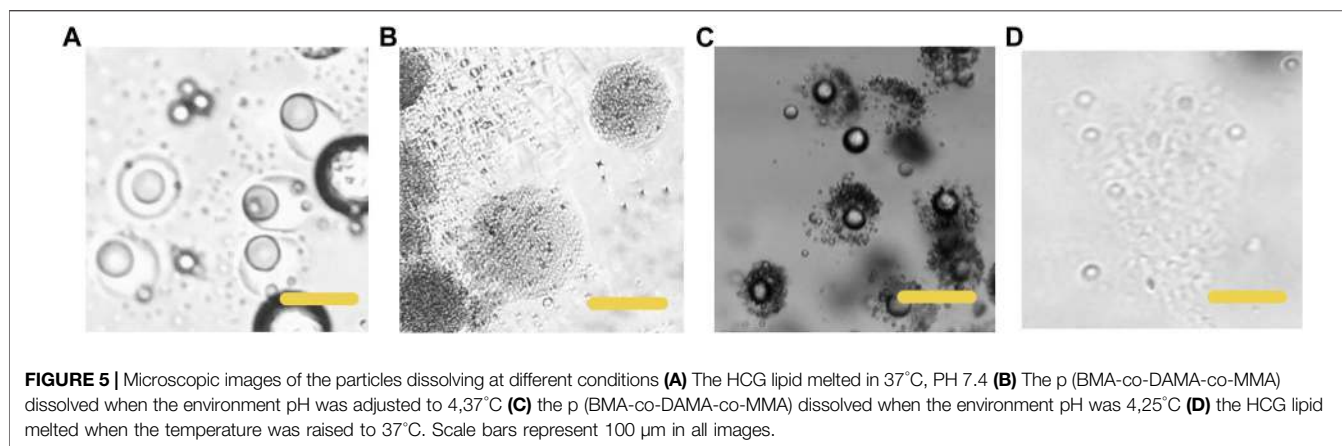 A B C D
FIGURE 5 | Microscopic images of the particles dissolving at different conditions (A) The HCG lipid melted in 37°C, PH 7.4 (B) The p (BMA-co-DAMA-co-MMA)
dissolved when the environment pH was adjusted to 4,37°C (C) the p (BMA-co-DAMA-co-MMA) dissolved when the environment pH was 4,25°C (D) the HCG lipid
melted when the temperature was raised to 37°C. Scale bars represent 100 μm in all images.